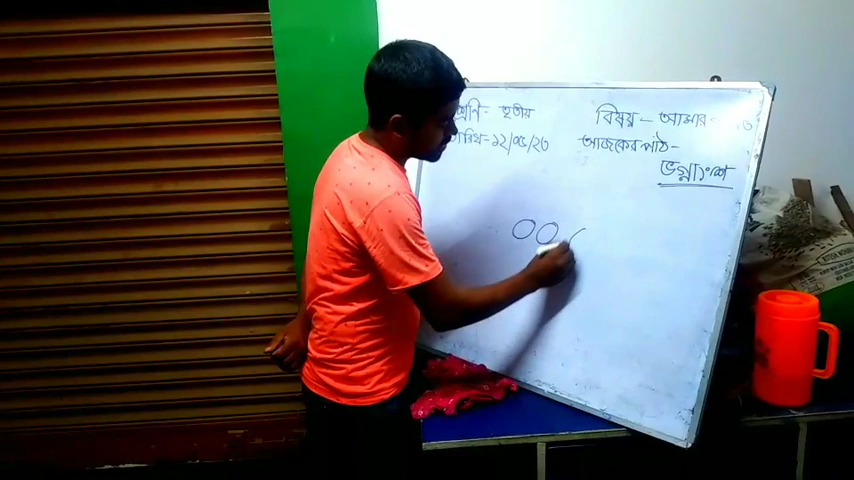 শ্রেণি- তৃতীয়
তারিখ-১২/০৫/২৩
বিষয় - আমার
আজকের পাঠ-
ভগ্নাংশ